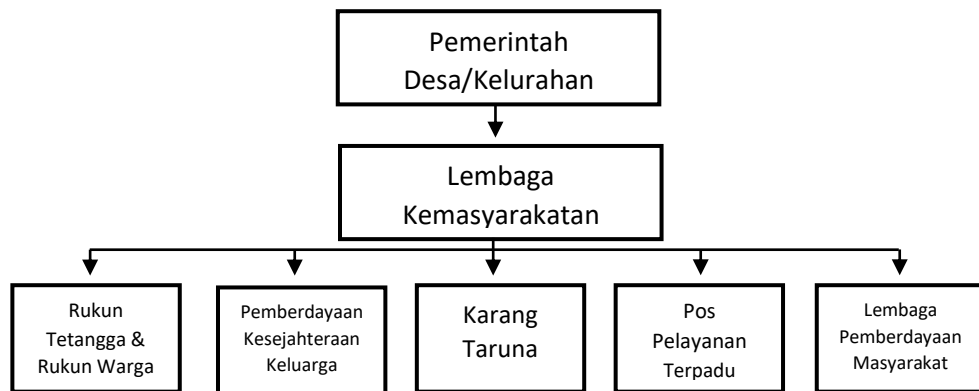 Pemerintah
Desa/Kelurahan
Lembaga
Kemasyarakatan
Rukun
Tetangga &
Rukun Warga
Pemberdayaan
Kesejahteraan
Keluarga
Karang
Taruna
Pos
Pelayanan
Terpadu
Lembaga
Pemberdayaan
Masyarakat